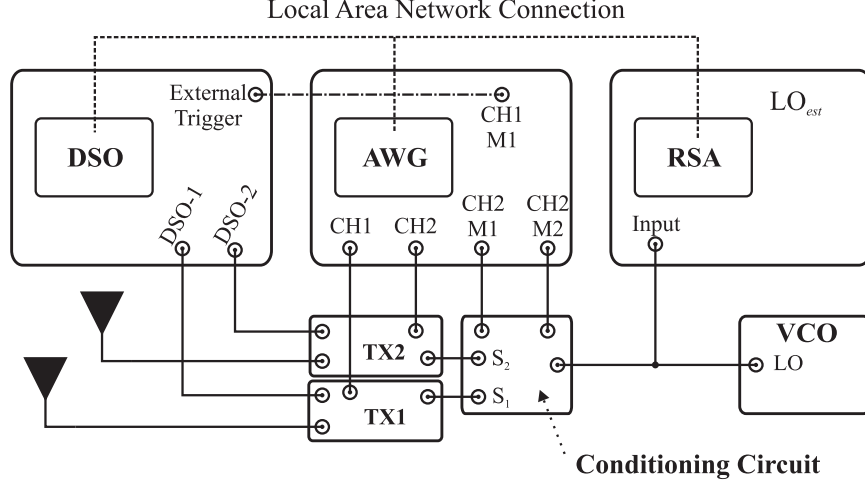 Local Area Network Connection
External
Trigger
DSO
DSO-1
DSO-2
CH1
M1
AWG
CH1
CH2
CH2
M1
CH2
M2
LOest
RSA
Input
TX2
TX1
S2
S1
VCO
LO
Conditioning Circuit